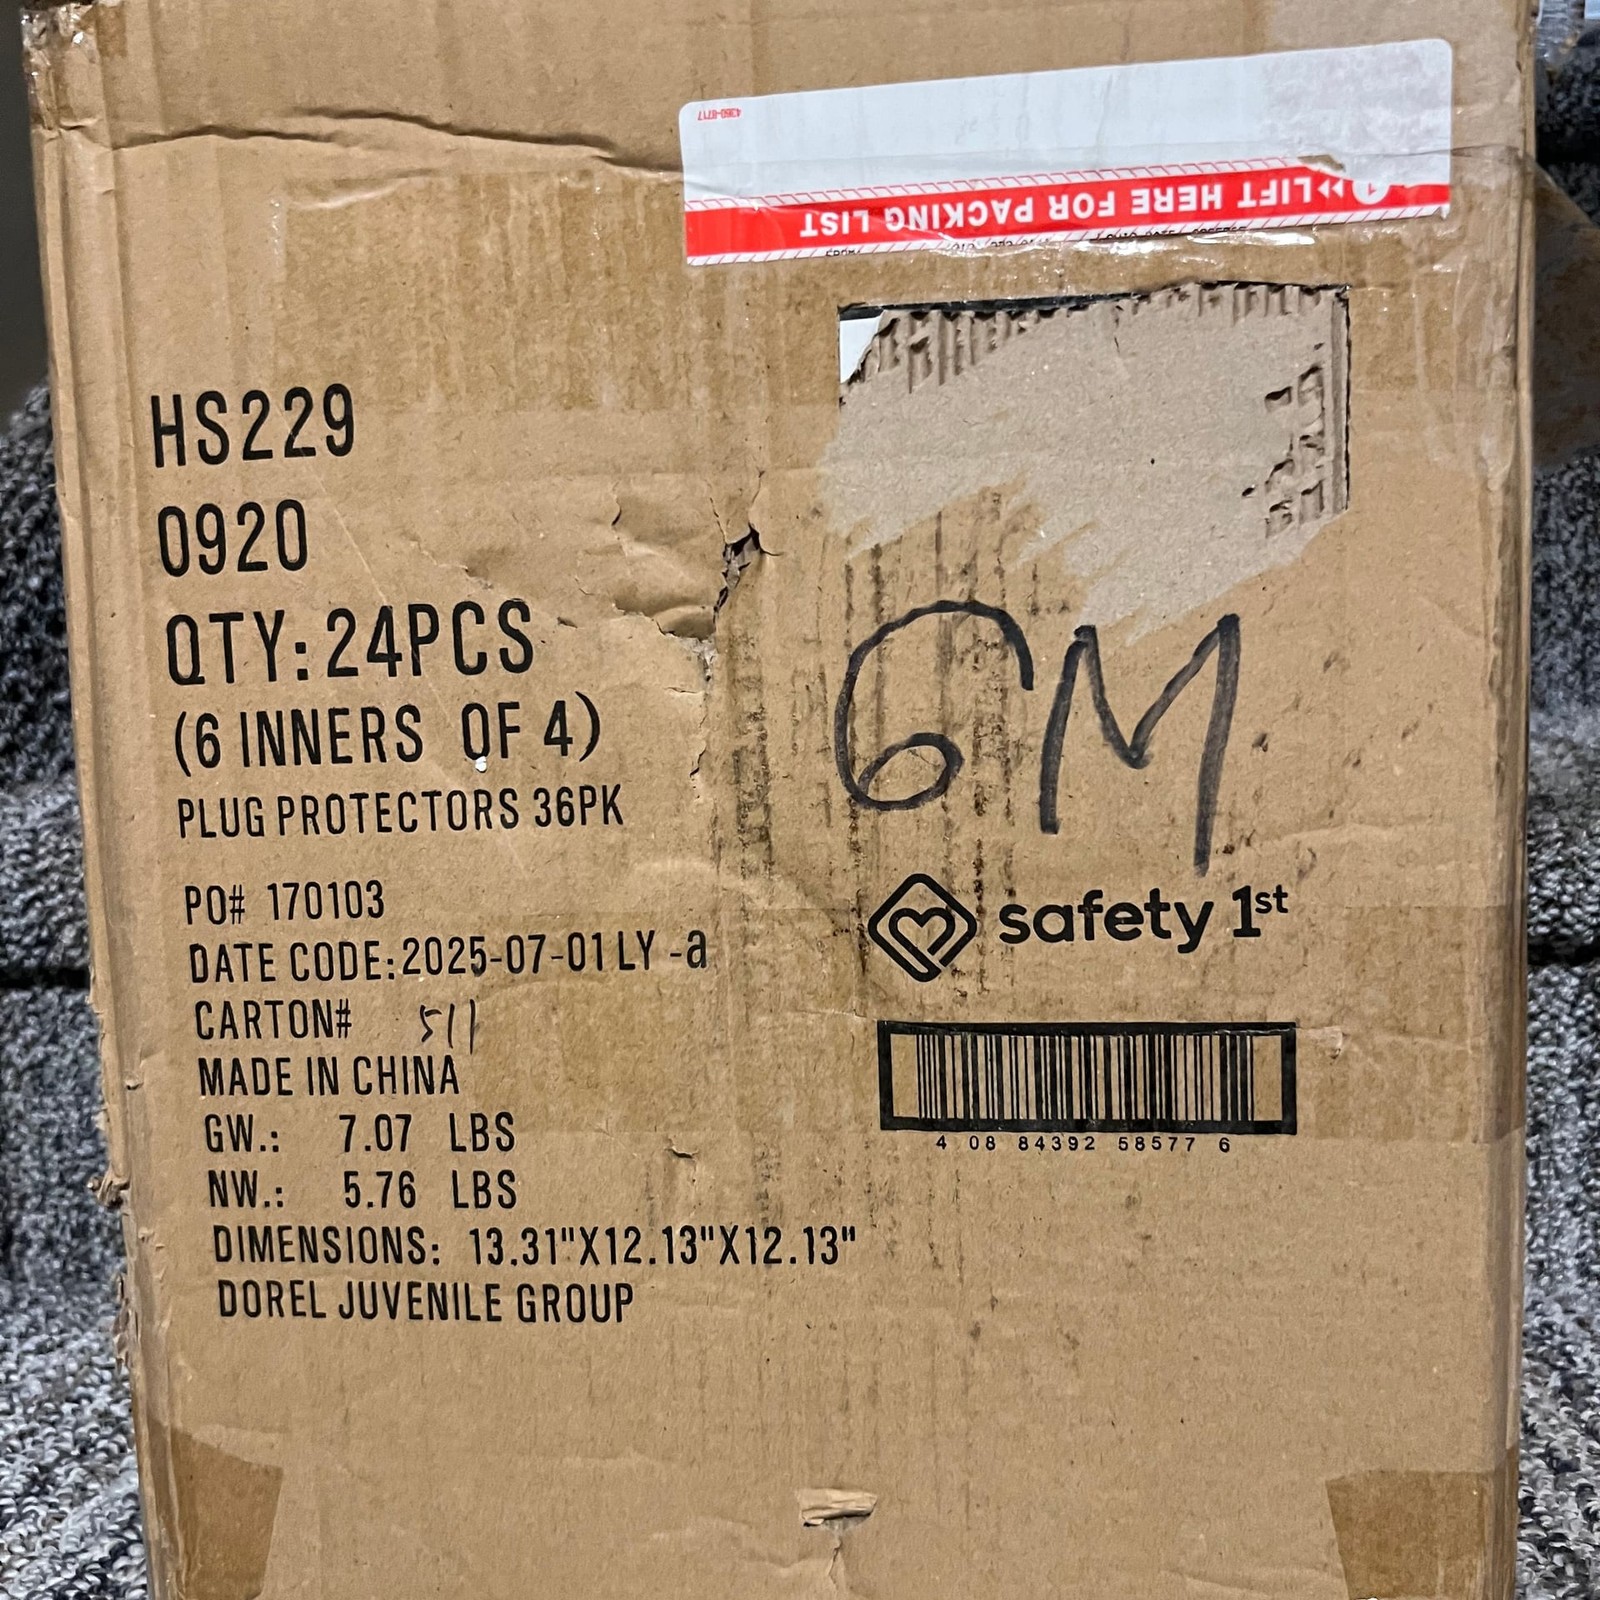 4360-0717
LIFT HERE FOR PACKING LIST
HS229
0920
QTY: 24PCS
(6 INNERS OF 4)
PLUG PROTECTORS 36PK
6M
PO# 170103
DATE CODE: 2025-07-01 LY -a
CARTON# 511
MADE IN CHINA
GW.: 7.07 LBS
NW.: 5.76 LBS
DIMENSIONS: 13.31"X12.13"X12.13"
DOREL JUVENILE GROUP
safety 1st
4 08 84392 58577 6